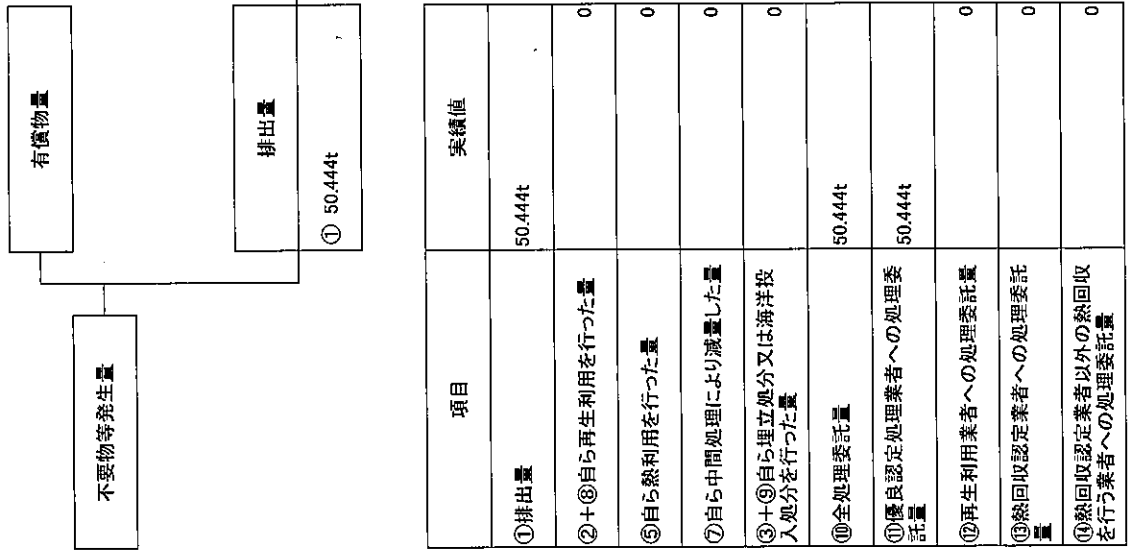 不要物等発生量
有償物量
排出量
① 50.444t
項目
実績値
①排出量
50.444t
②+⑧自ら再生利用を行った量
0
⑤自ら熱利用を行った量
0
⑦自ら中間処理により減量した量
0
③+⑨自ら埋立処分又は海洋投
入処分を行った量
0
⑩全処理委託量
50.444t
⑪優良認定処理業者への処理委
託量
50.444t
⑫再生利用業者への処理委託量
0
⑬熱回収認定業者への処理委託
量
0
⑭熱回収認定業者以外の熱回収
を行う業者への処理委託量
0